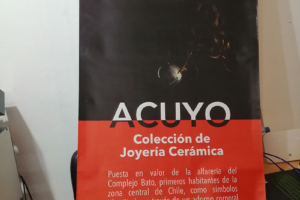 ACUYO
Colección de
Joyería Cerámica
Puesta en valor de la alfarería del
Complejo Bato, primeros habitantes de la
zona central de Chile, como símbolos